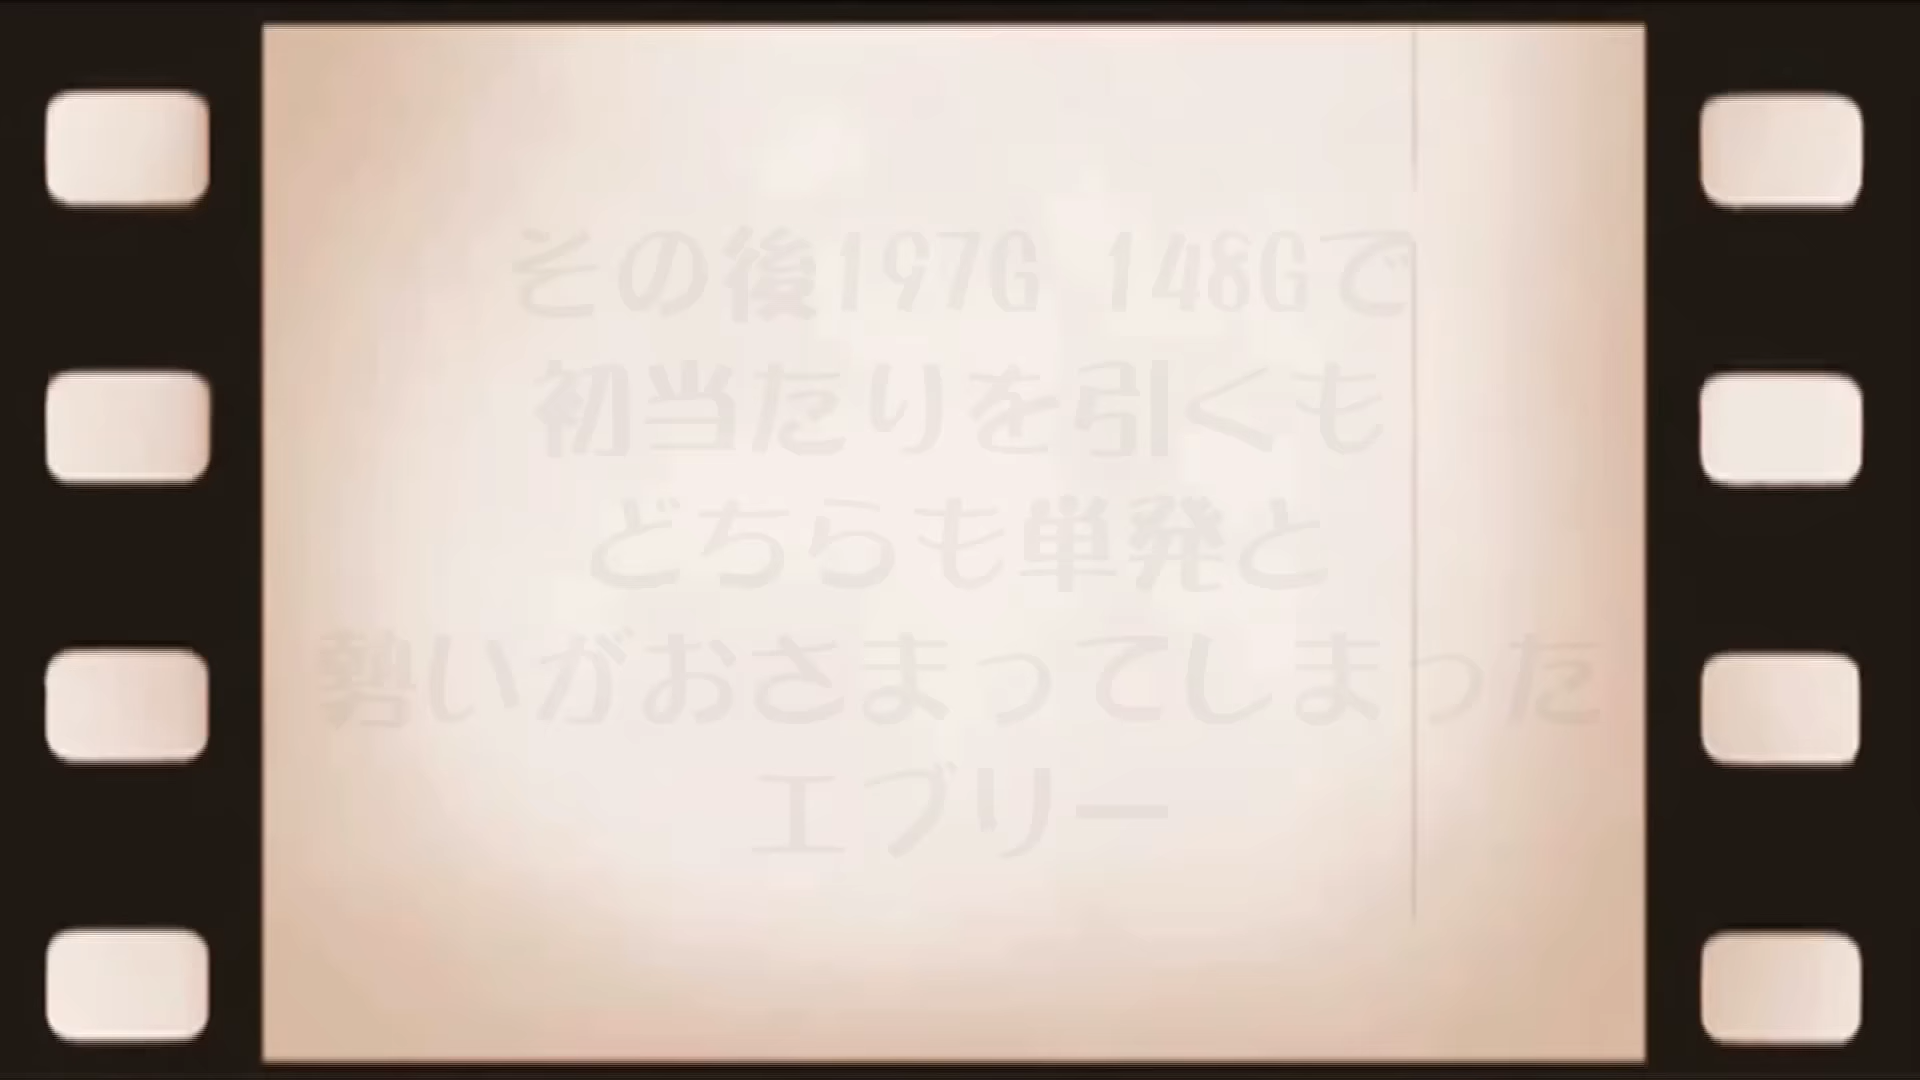 その後197G 148Gで
初当たりを引くも
どちらも単発と
勢いがおさまってしまった
エブリー